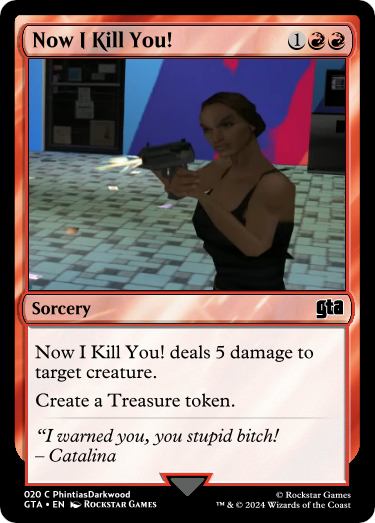 Now I Kill You! 1
Sorcery gta
Now I Kill You! deals 5 damage to
target creature.
Create a Treasure token.
“I warned you, you stupid bitch!
– Catalina
020 C PhintiasDarkwood © Rockstar Games
GTA • EN Rockstar Games ™ & © 2024 Wizards of the Coast